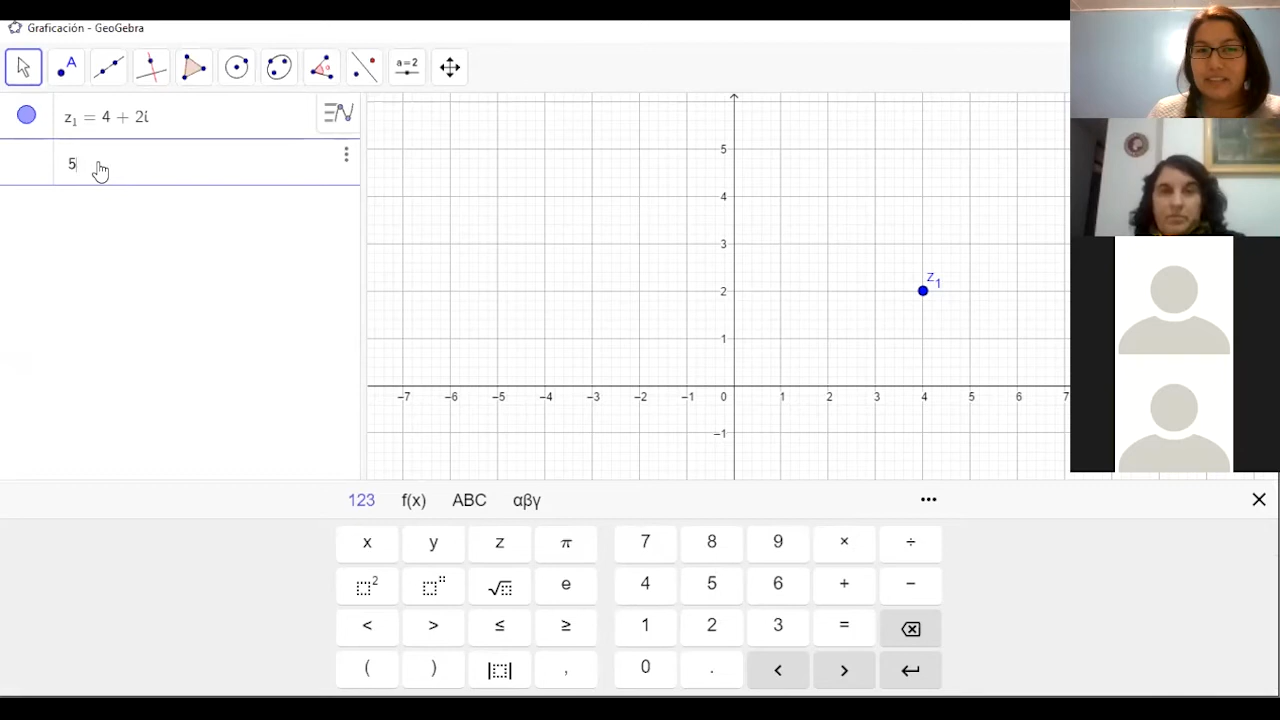 Graficación - GeoGebra
A
a=2
z₁ = 4 + 2i
5
5
4
3
2
1
z₁
−7 −6 −5 −4 −3 −2 −1 0 1 2 3 4 5 6 7
−1
123 f(x) ABC αβγ ...
x y z π 7 8 9 × ÷
2 √ e 4 5 6 + −
< > ≤ ≥ 1 2 3 =
( ) | | , 0 . < >